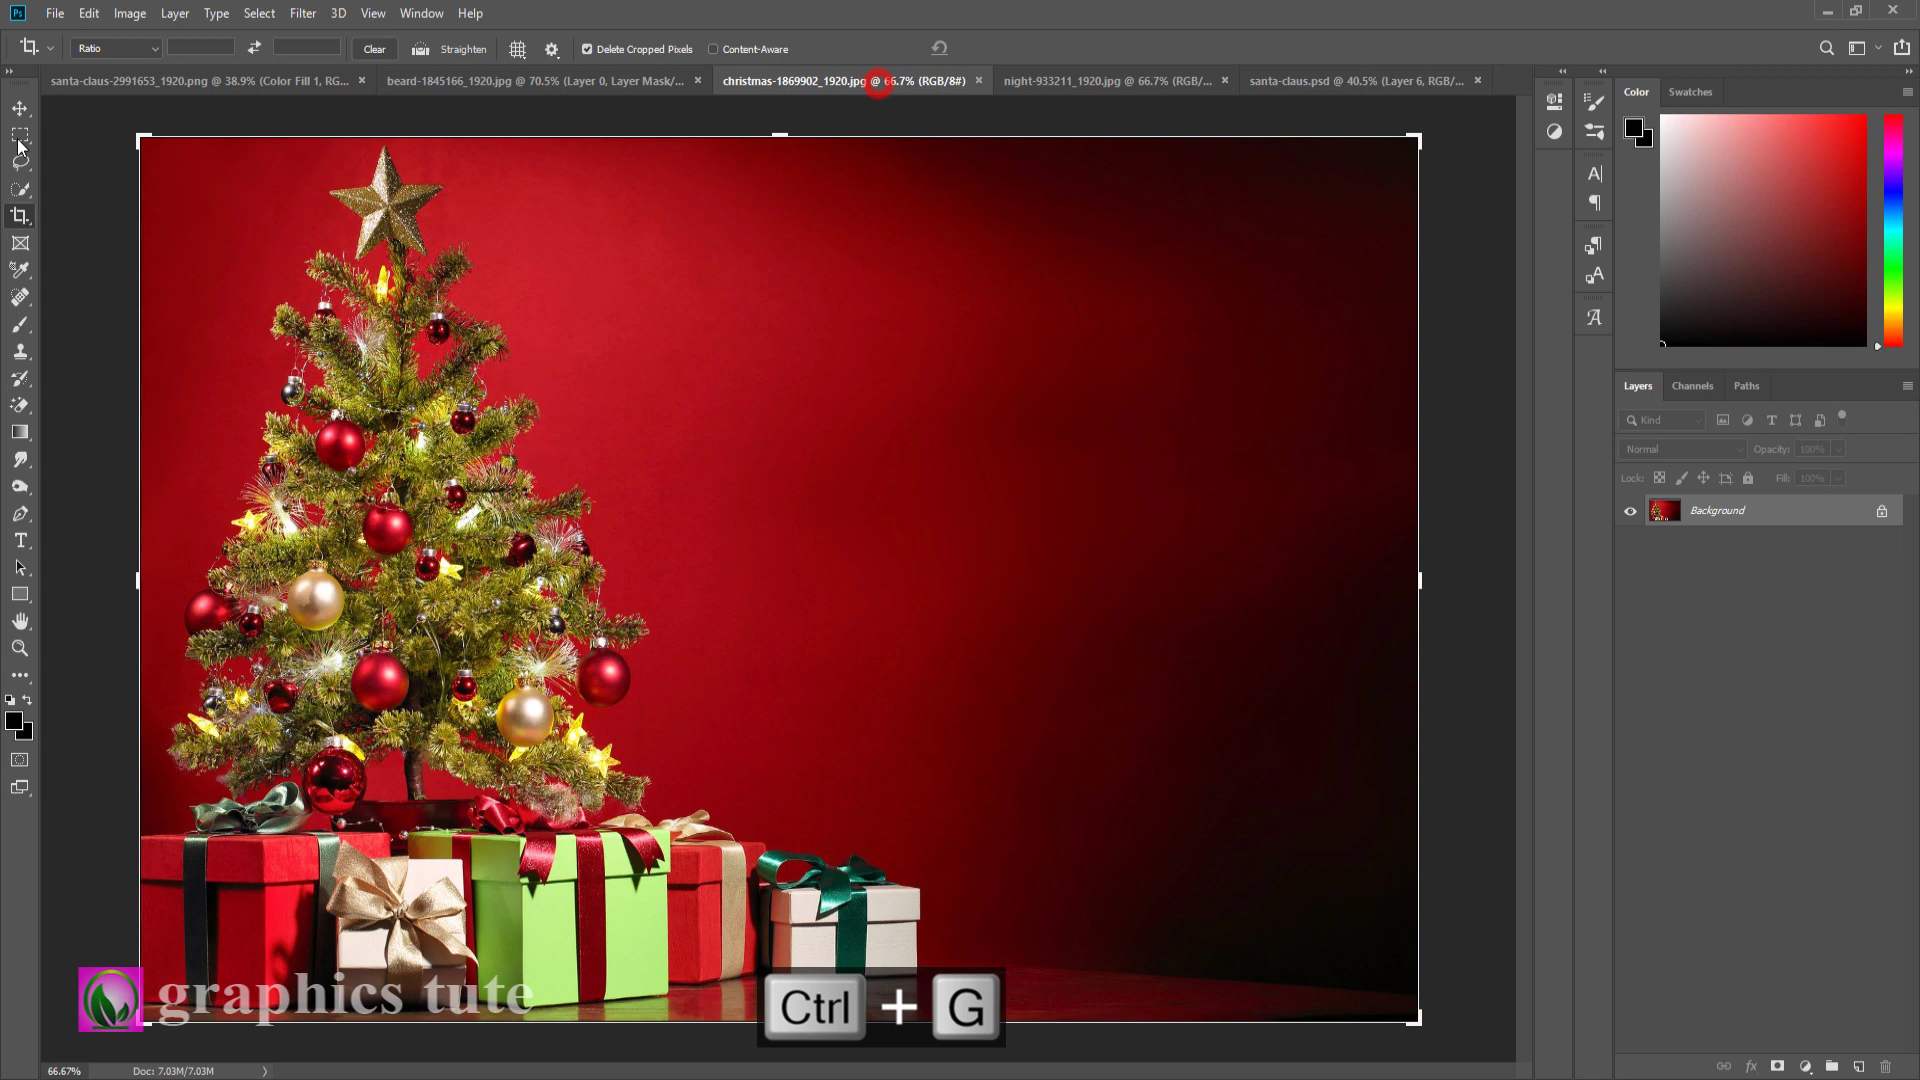 Ps File Edit Image Layer Type Select Filter 3D View Window Help
Ratio Clear Straighten Delete Cropped Pixels Content-Aware
santa-claus-2991653_1920.png @ 38.9% (Color Fill 1, RG... × beard-1845166_1920.jpg @ 70.5% (Layer 0, Layer Mask/... × christmas-1869902_1920.jpg @ 66.7% (RGB/8#) × night-933211_1920.jpg @ 66.7% (RGB/... × santa-claus.psd @ 40.5% (Layer 6, RGB/... ×
Color Swatches
Layers Channels Paths
Kind
Normal Opacity: 100%
Lock: Fill: 100%
Background
graphics tute
Ctrl + G
66.67% Doc: 7.03M/7.03M